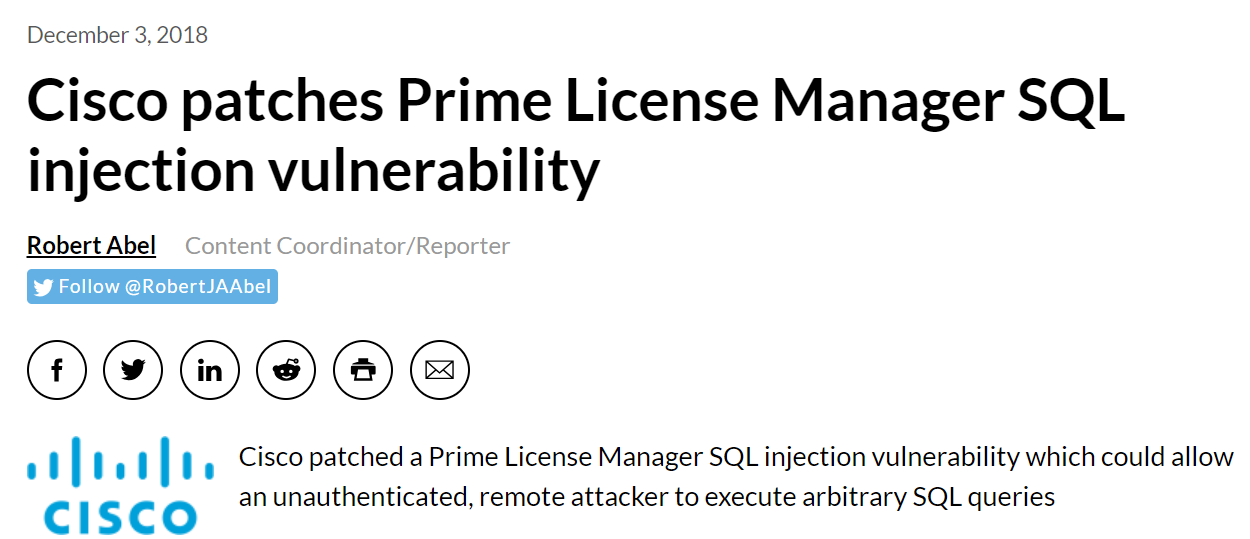 December 3, 2018
Cisco patches Prime License Manager SQL
injection vulnerability
Robert Abel Content Coordinator/Reporter
Follow @RobertJAAbel
CISCO
Cisco patched a Prime License Manager SQL injection vulnerability which could allow
an unauthenticated, remote attacker to execute arbitrary SQL queries